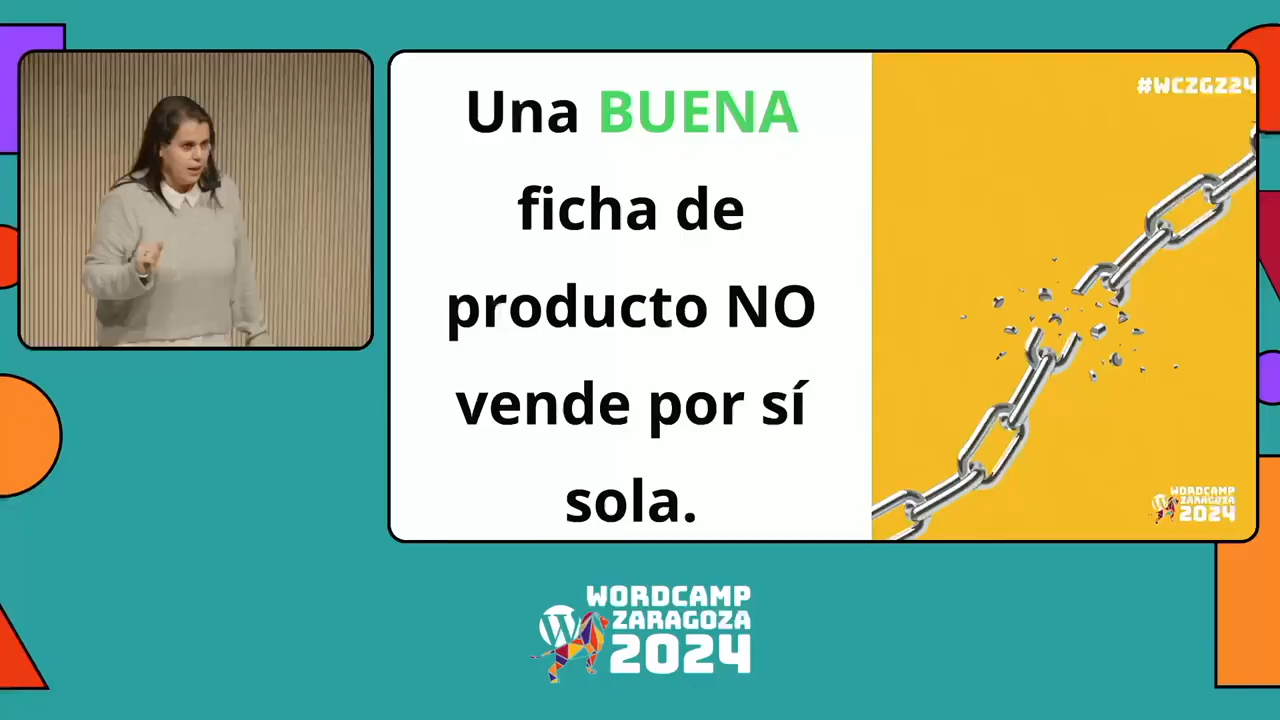 Una BUENA
ficha de
producto NO
vende por sí
sola.
#WCZGZ24
WORDCAMP
ZARAGOZA
2024
WORDCAMP
ZARAGOZA
2024